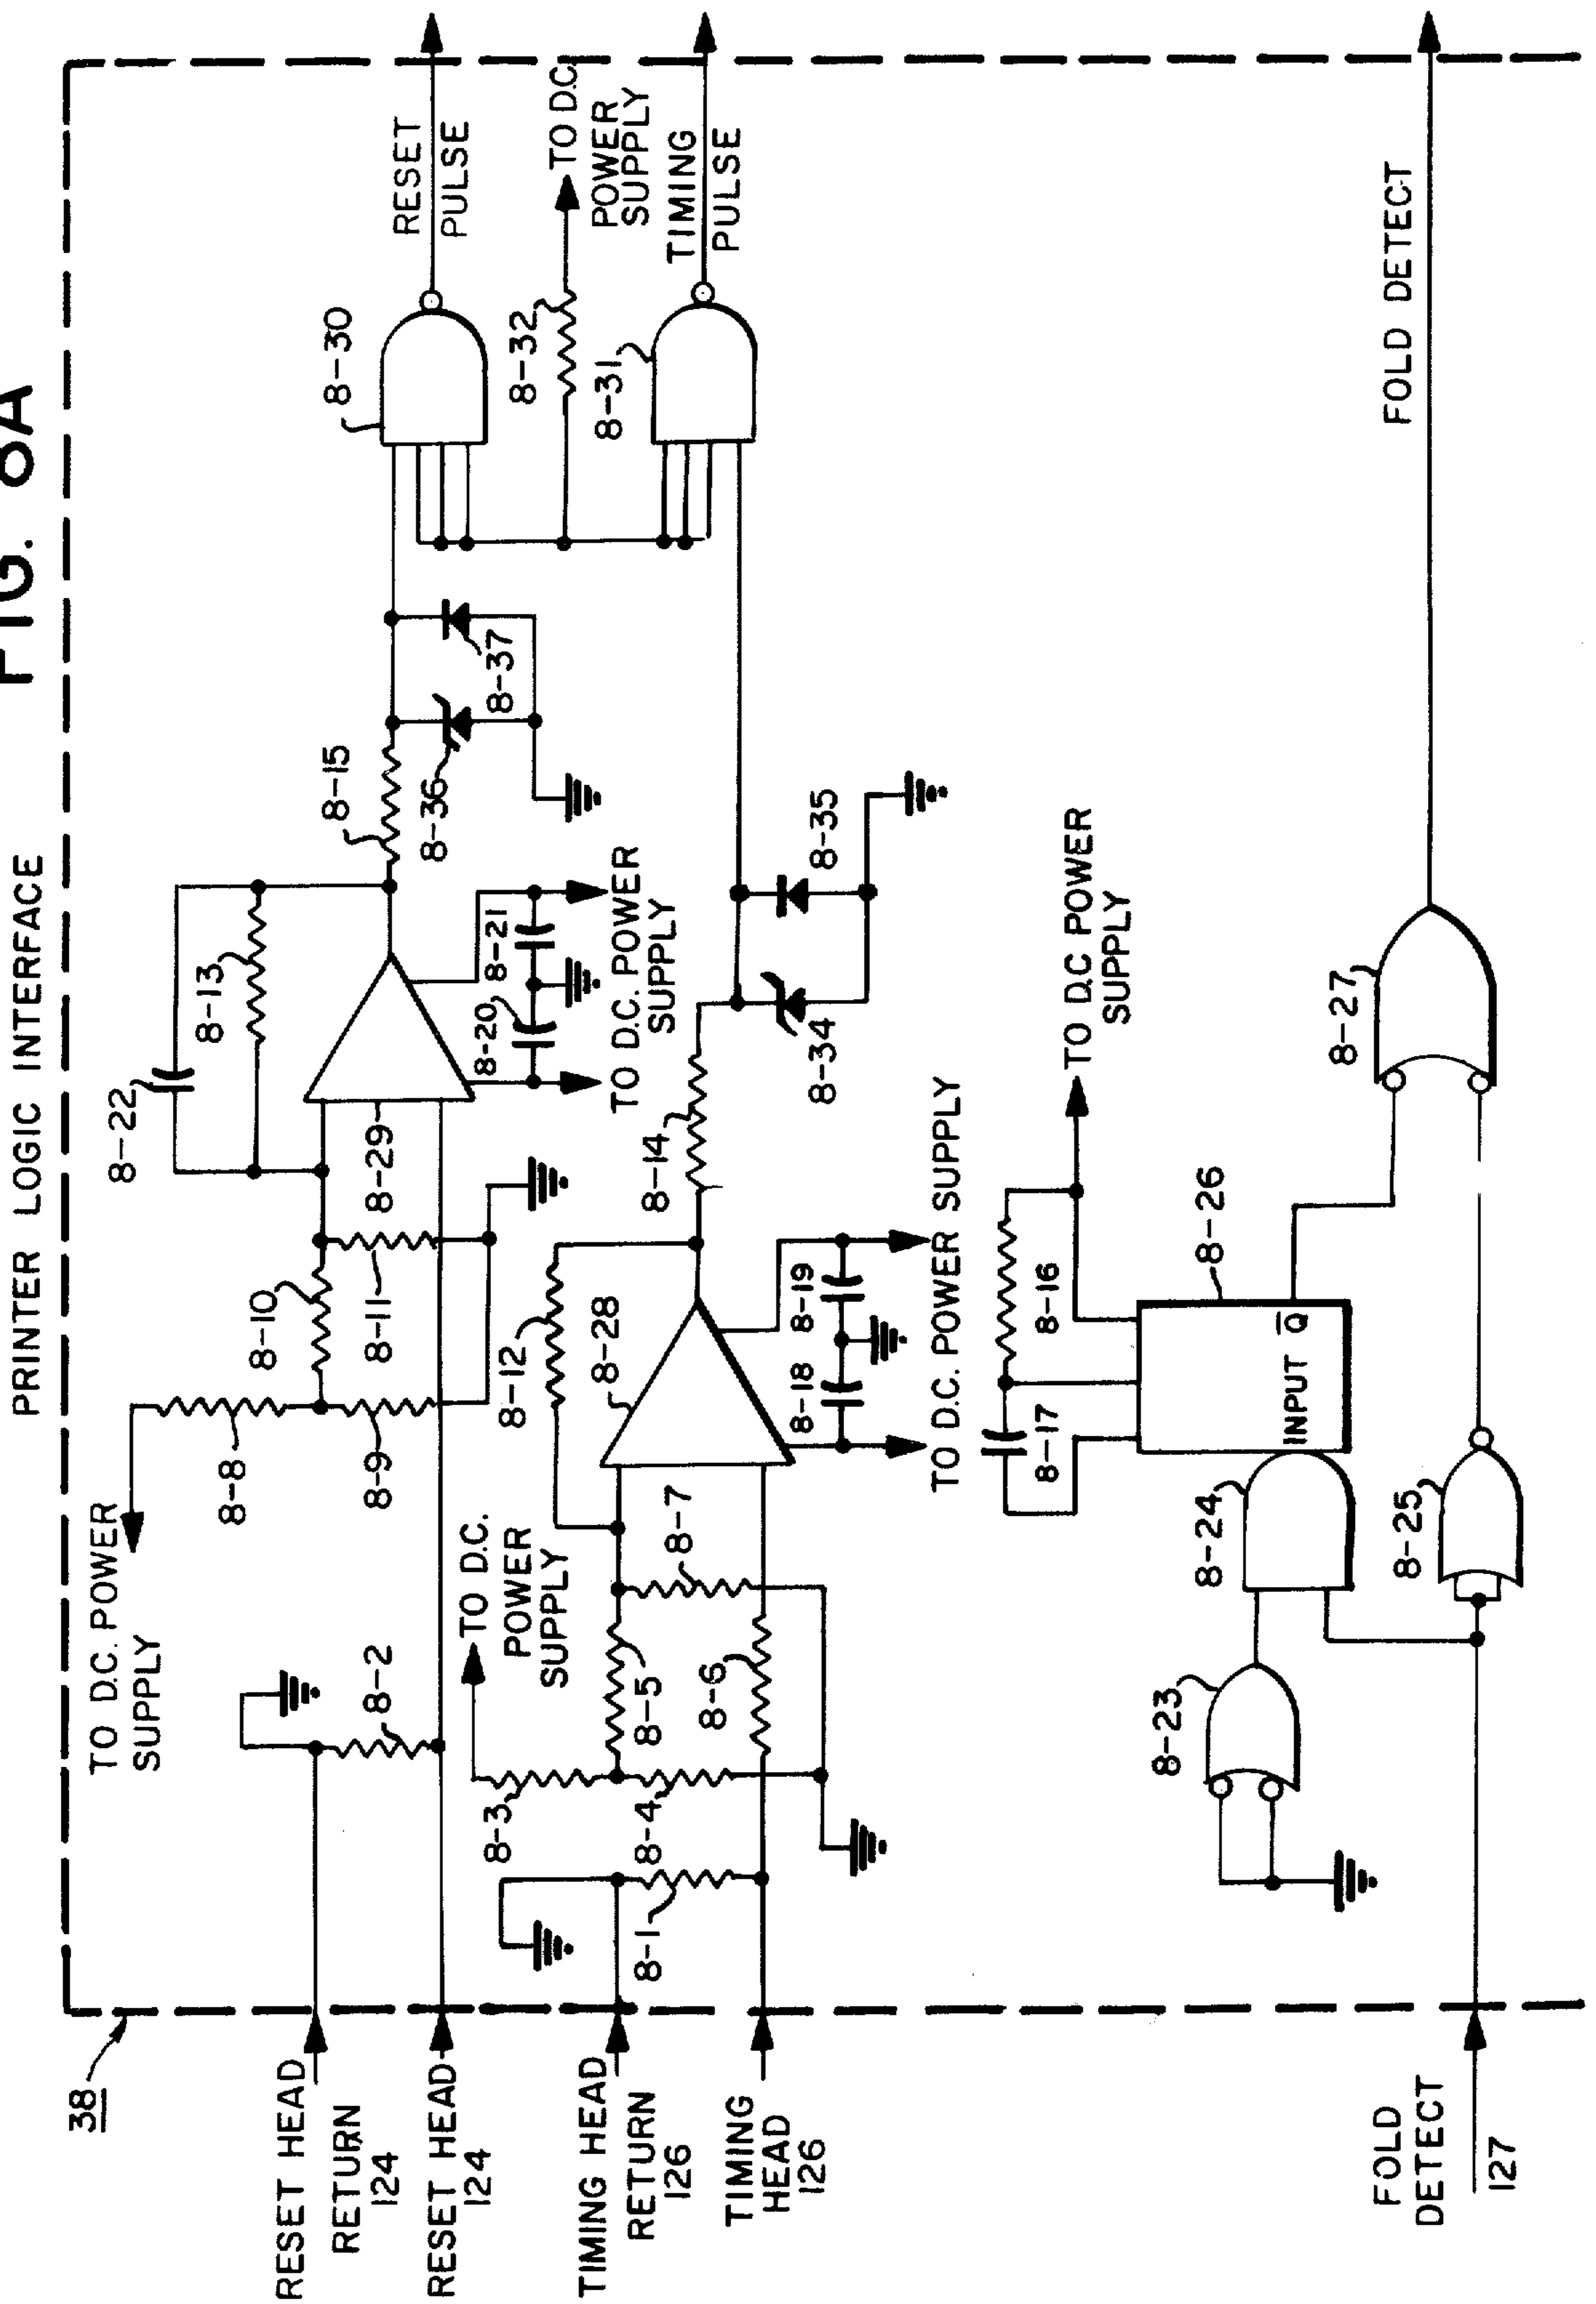 FIG. 8A
PRINTER LOGIC INTERFACE
38
TO D.C. POWER
SUPPLY
8-8
8-9
8-10
8-11
8-22
8-13
8-29
8-20
8-21
TO D.C. POWER
SUPPLY
8-15
8-36
8-37
8-30
RESET
PULSE
8-32
TO D.C.
POWER
SUPPLY
8-31
TIMING
PULSE
RESET HEAD
RETURN
124
RESET HEAD
124
8-2
TO D.C.
POWER
SUPPLY
8-3
8-4
8-5
8-6
8-7
8-1
8-12
8-28
8-18
8-19
TO D.C. POWER SUPPLY
8-14
8-34
8-35
TIMING HEAD
RETURN
126
TIMING
HEAD
126
8-17
8-16
TO D.C POWER
SUPPLY
8-23
8-24
INPUT Q̅
8-26
8-25
8-27
FOLD DETECT
FOLD
DETECT
127